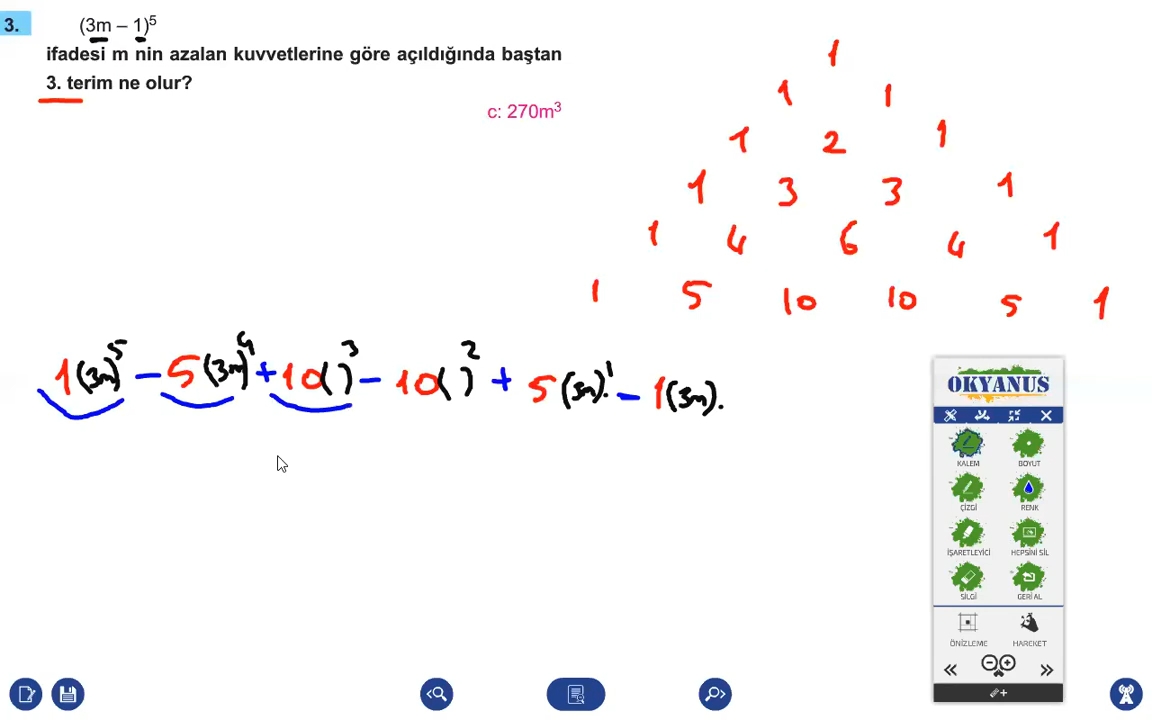 3.
(3m – 1)⁵
ifadesi m nin azalan kuvvetlerine göre açıldığında baştan
3. terim ne olur?
c: 270m³
1
1 1
1 2 1
1 3 3 1
1 4 6 4 1
1 5 10 10 5 1
1(3m)⁵ – 5(3m)⁴ + 10( )³ – 10( )² + 5(3m)¹ – 1(3m).
OKYANUS
KALEM BOYUT
ÇİZGİ RENK
İŞARETLEYİCİ HEPSİNİ SİL
SİLGİ GERİ AL
ÖNİZLEME HAREKET